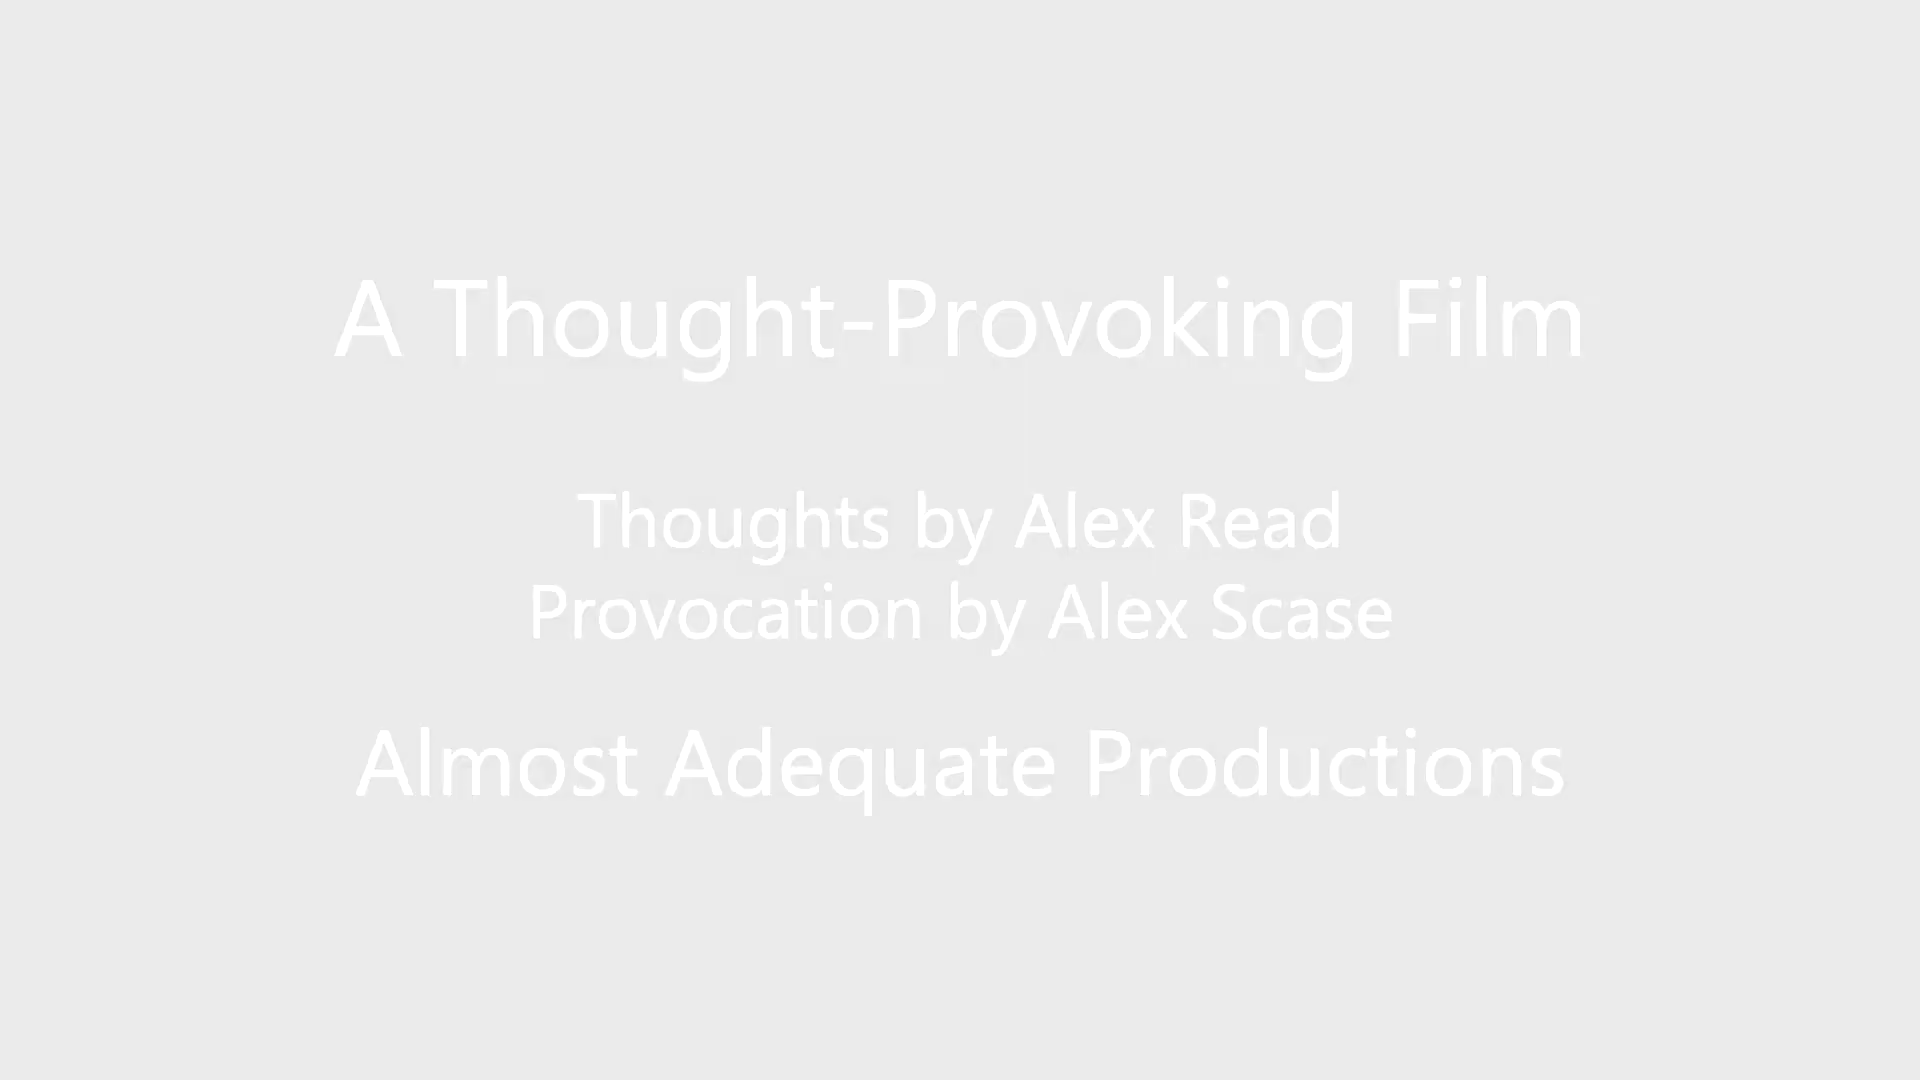 A Thought-Provoking Film
Thoughts by Alex Read
Provocation by Alex Scase
Almost Adequate Productions